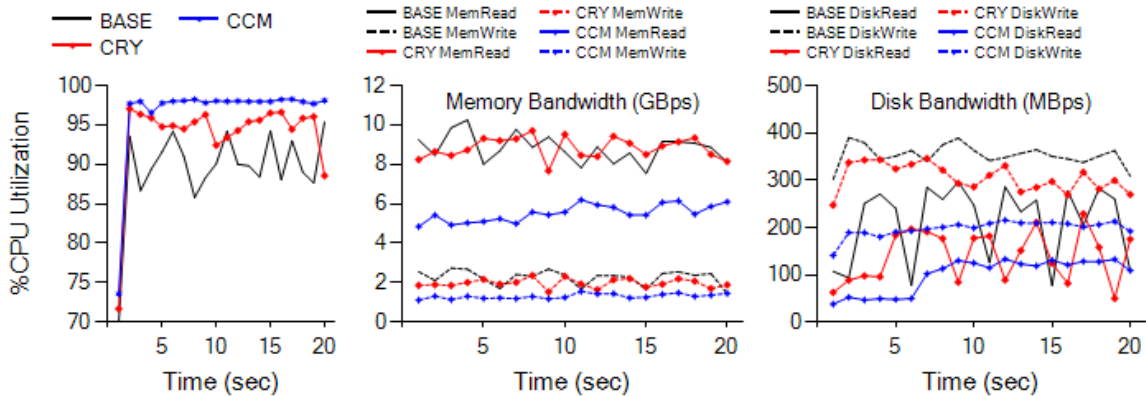 BASE
CCM
CRY
%CPU Utilization
100
95
90
85
80
75
70
5
10
15
20
Time (sec)
BASE MemRead
CRY MemWrite
BASE MemWrite
CCM MemRead
CRY MemRead
CCM MemWrite
Memory Bandwidth (GBps)
12
10
8
6
4
2
0
5
10
15
20
Time (sec)
BASE DiskRead
CRY DiskWrite
BASE DiskWrite
CCM DiskRead
CRY DiskRead
CCM DiskWrite
Disk Bandwidth (MBps)
500
400
300
200
100
0
5
10
15
20
Time (sec)